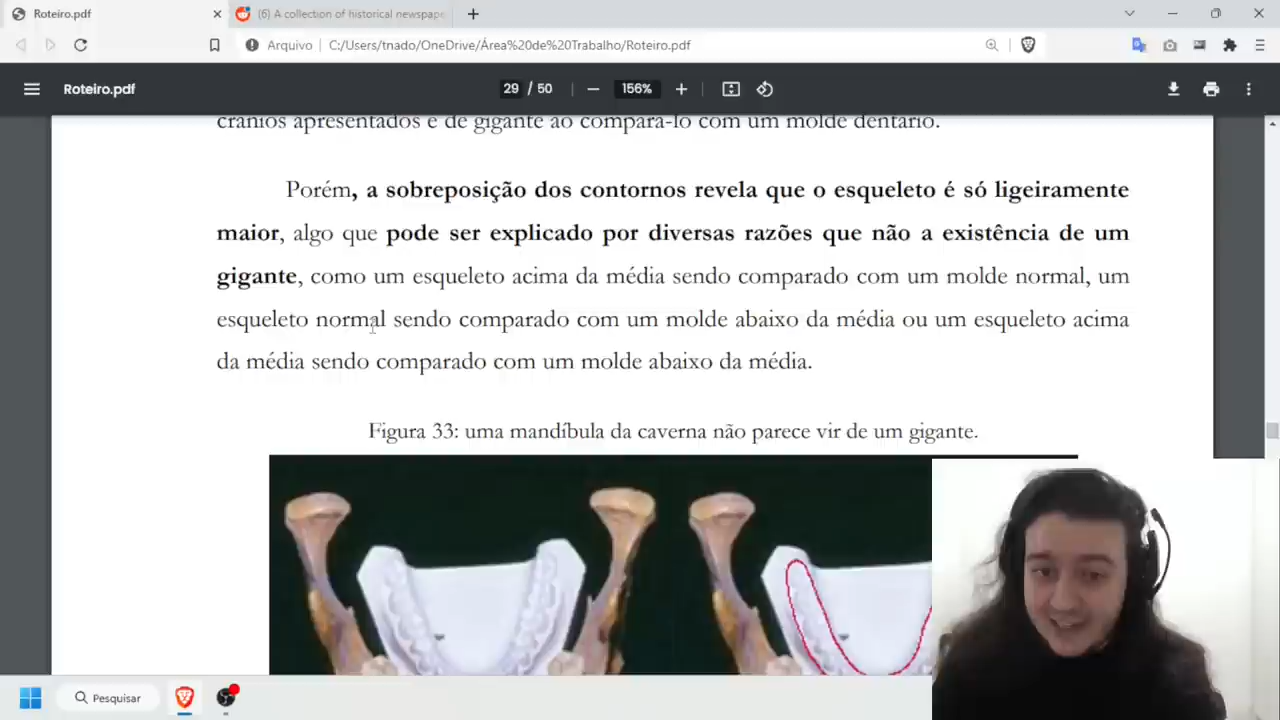 Roteiro.pdf
(6) A collection of historical newspape
Arquivo
C:/Users/tnado/OneDrive/Área%20de%20Trabalho/Roteiro.pdf
Roteiro.pdf
29 / 50
156%
crânios apresentados e de gigante ao compará-lo com um molde dentário.
Porém, a sobreposição dos contornos revela que o esqueleto é só ligeiramente
maior, algo que pode ser explicado por diversas razões que não a existência de um
gigante, como um esqueleto acima da média sendo comparado com um molde normal, um
esqueleto normal sendo comparado com um molde abaixo da média ou um esqueleto acima
da média sendo comparado com um molde abaixo da média.
Figura 33: uma mandíbula da caverna não parece vir de um gigante.
Pesquisar